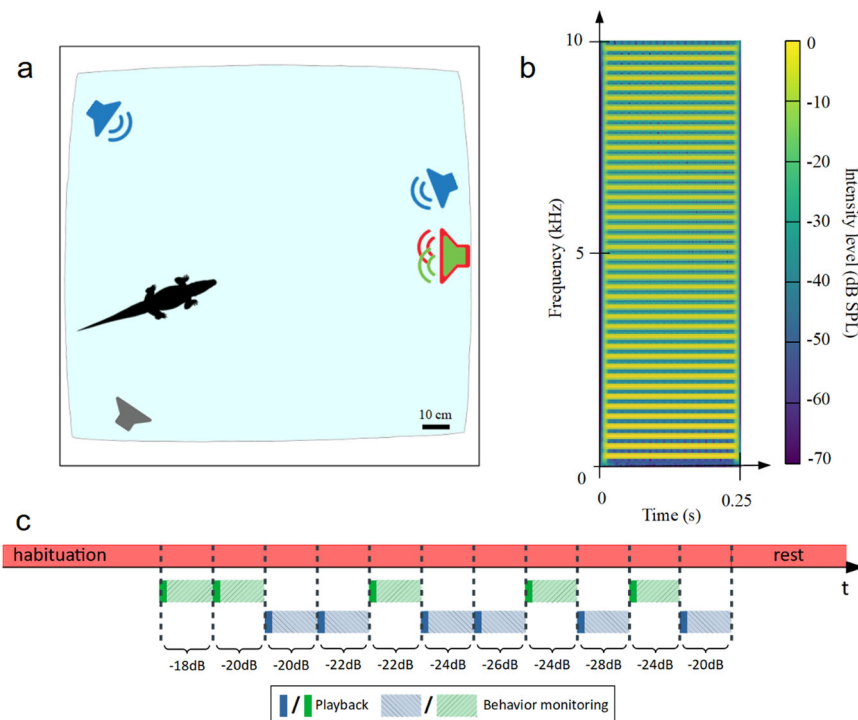 a
10 cm
b
10
5
0
Frequency (kHz)
0
0.25
Time (s)
0
-10
-20
-30
-40
-50
-60
-70
Intensity level (dB SPL)
c
habituation
rest
t
-18dB
-20dB
-20dB
-22dB
-22dB
-24dB
-26dB
-24dB
-28dB
-24dB
-20dB
/ Playback / Behavior monitoring